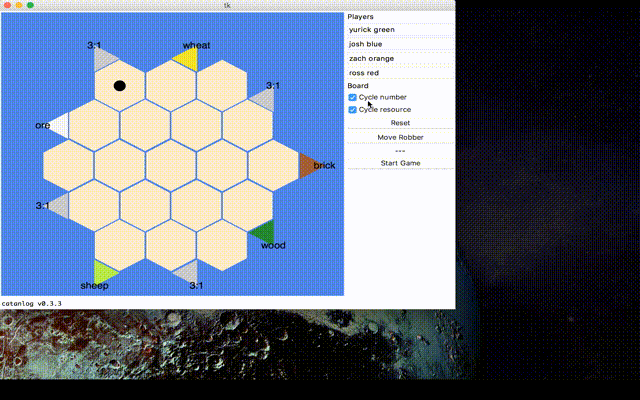 tk
3:1
wheat
3:1
ore
brick
3:1
wood
sheep
3:1
Players
yurick green
josh blue
zach orange
ross red
Board
Cycle number
Cycle resource
Reset
Move Robber
---
Start Game
catanlog v0.3.3